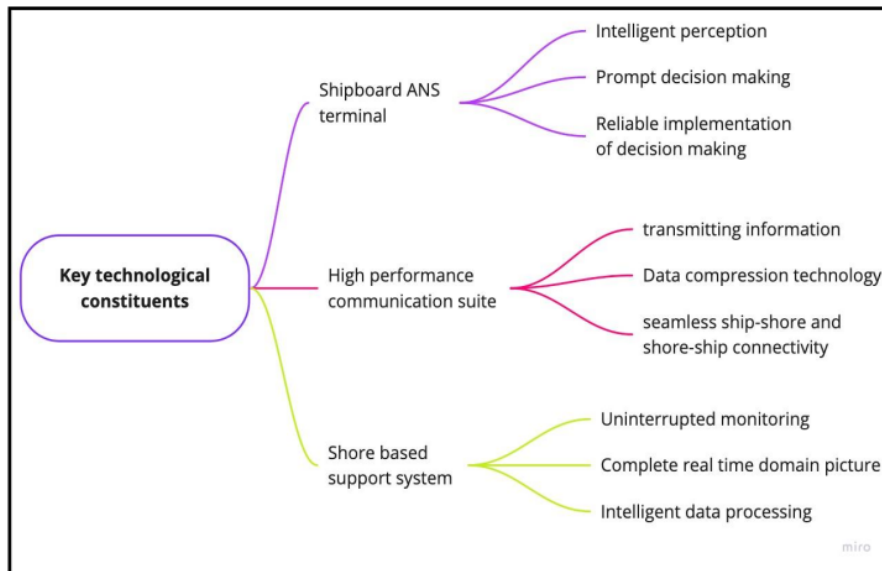 Key technological
constituents
Shipboard ANS
terminal
Intelligent perception
Prompt decision making
Reliable implementation
of decision making
High performance
communication suite
transmitting information
Data compression technology
seamless ship-shore and
shore-ship connectivity
Shore based
support system
Uninterrupted monitoring
Complete real time domain picture
Intelligent data processing
miro